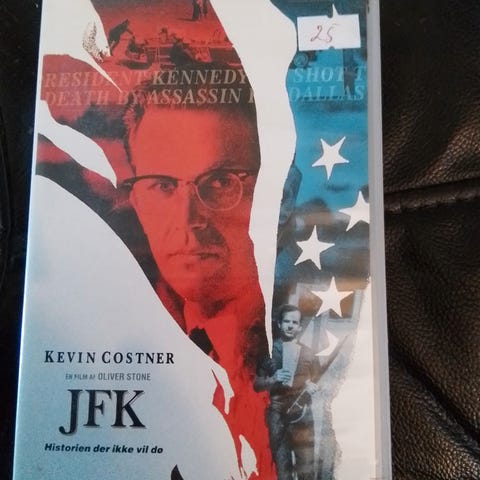 25
RESIDENT KENNEDY SHOT T
DEATH BY ASSASSIN DALLAS
KEVIN COSTNER
EN FILM AF OLIVER STONE
JFK
Historien der ikke vil dø